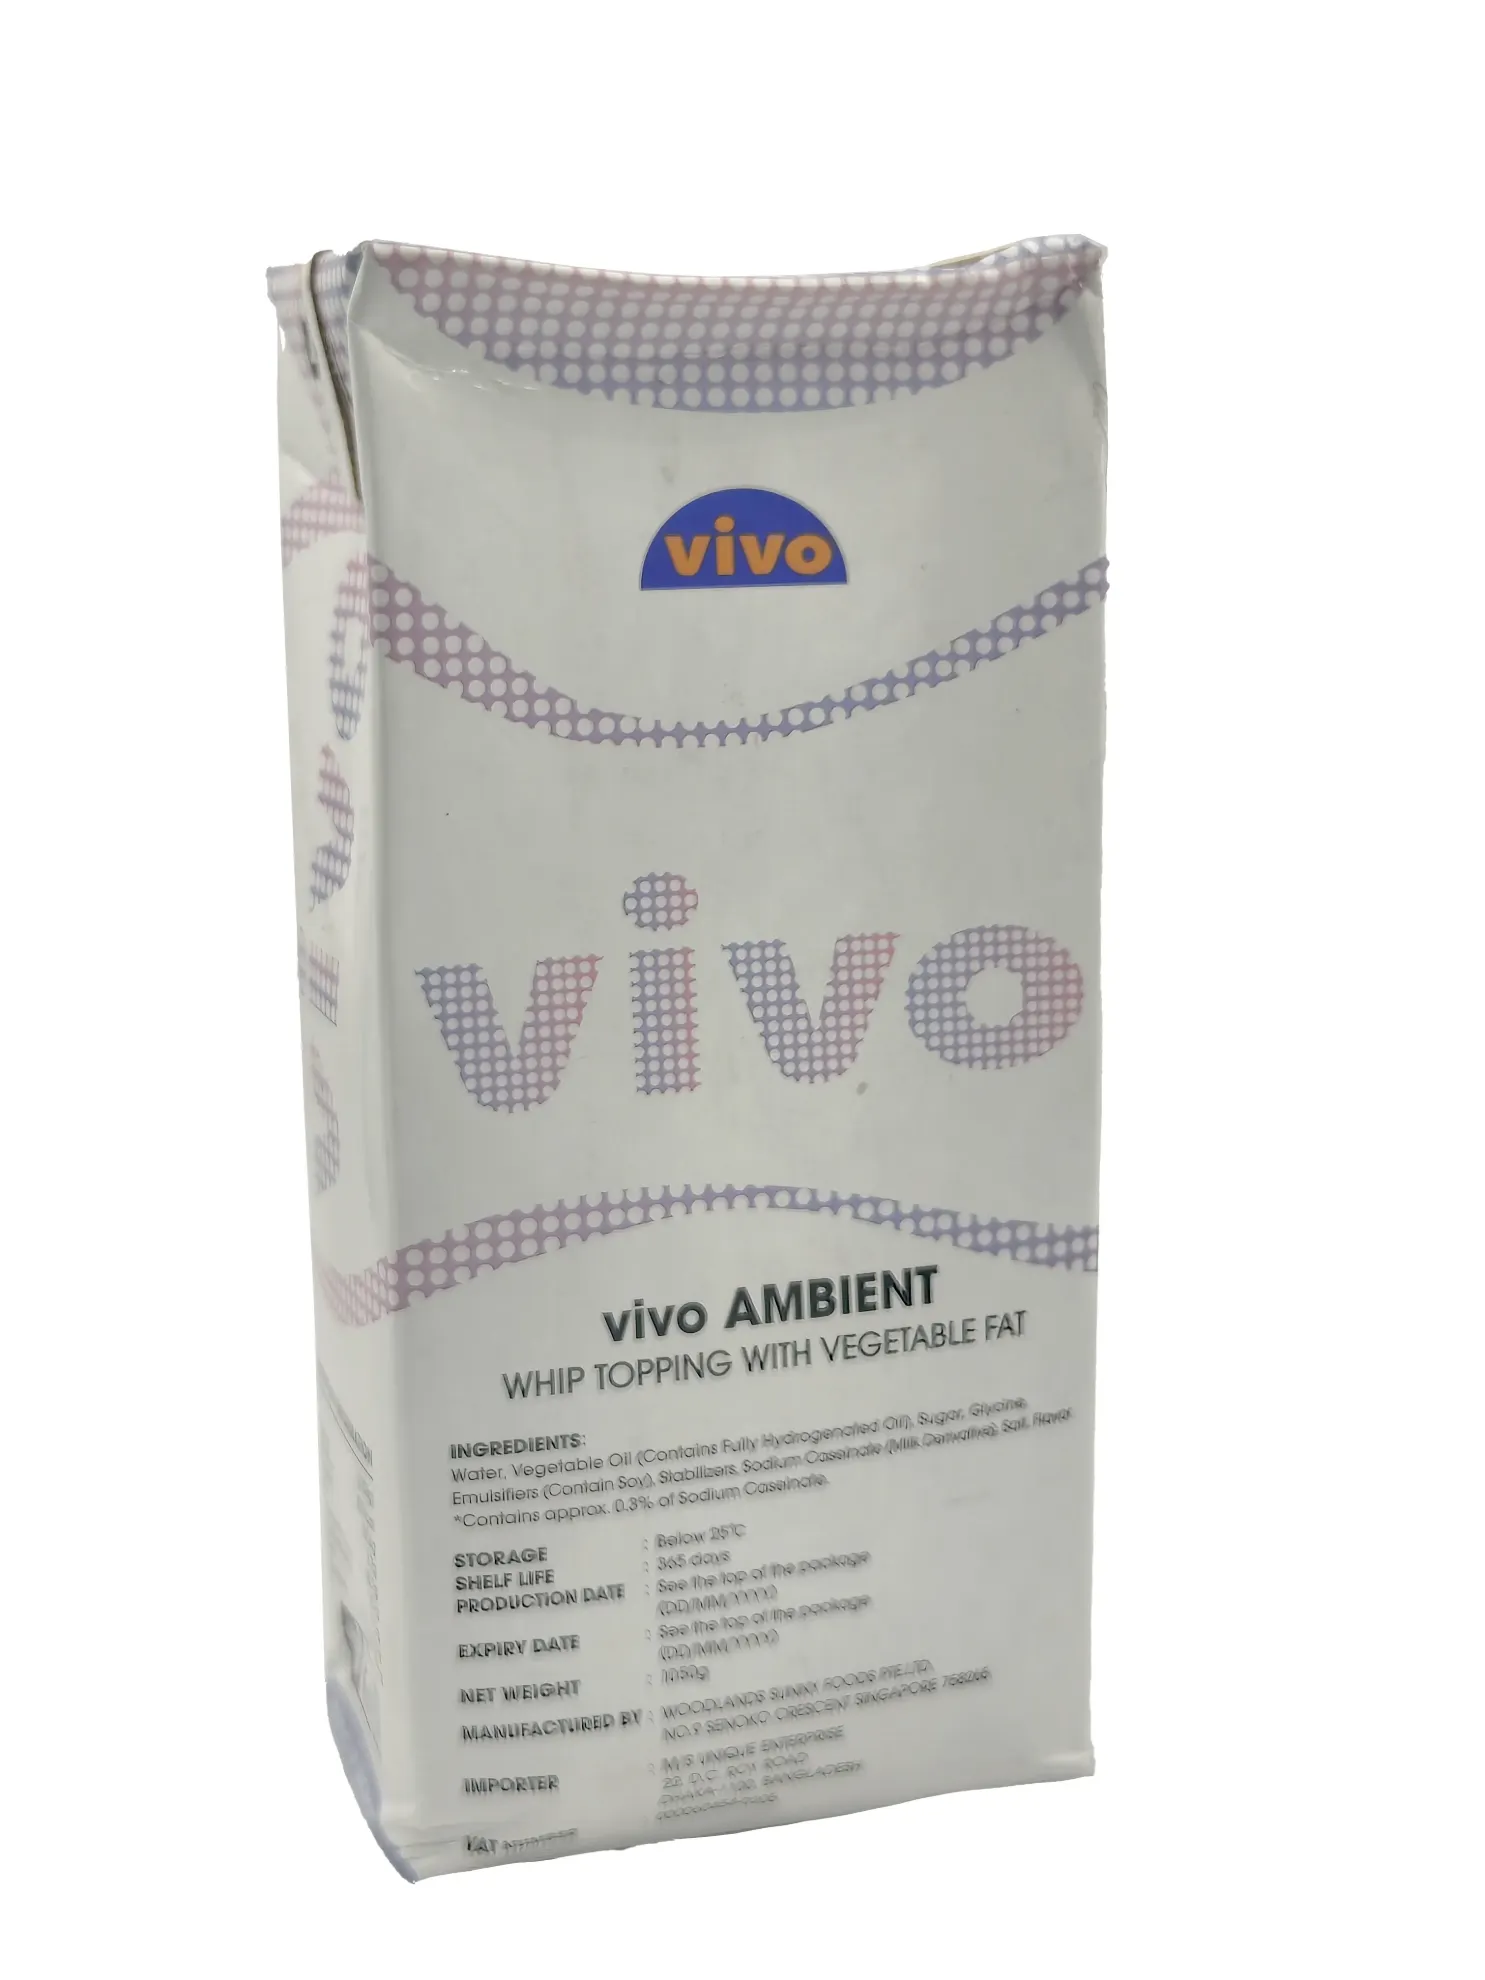 vivo
vivo
vivo AMBIENT
WHIP TOPPING WITH VEGETABLE FAT
INGREDIENTS:
Water, Vegetable Oil (Contains Fully Hydrogenated Oil), Sugar, Glycine,
Emulsifiers (Contain Soy), Stabilizers, Sodium Caseinate (Milk Derivative), Salt, Flavor.
*Contains approx. 0.3% of Sodium Caseinate.
STORAGE : Below 25°C
SHELF LIFE : 365 days
PRODUCTION DATE : See the top of the package
(DD/MM/YYYY)
EXPIRY DATE : See the top of the package
(DD/MM/YYYY)
NET WEIGHT : 1050g
MANUFACTURED BY : WOODLANDS SUNNY FOODS PTE LTD
NO.9 SENOKO CRESCENT SINGAPORE 758266
IMPORTER : M/S UNIQUE ENTERPRISE
22, D.C. ROY ROAD
DHAKA-1100, BANGLADESH
VAT NUMBER